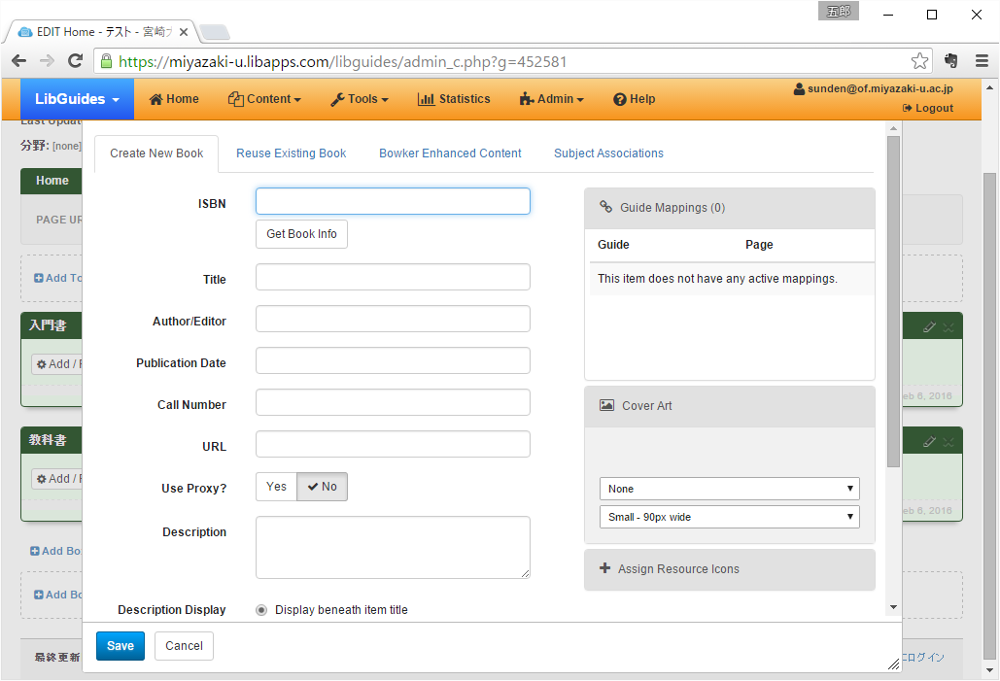 五郎
EDIT Home - テスト - 宮崎
https://miyazaki-u.libapps.com/libguides/admin_c.php?g=452581
LibGuides Home Content Tools Statistics Admin Help
sunden@of.miyazaki-u.ac.jp
Logout
分野: [none]
Home
PAGE
Add
入門書
Add /
eb 6, 2016
教科書
Add /
eb 6, 2016
Add
Add
最終更新
ログイン
Create New Book Reuse Existing Book Bowker Enhanced Content Subject Associations
ISBN
Get Book Info
Title
Author/Editor
Publication Date
Call Number
URL
Use Proxy? Yes No
Description
Description Display Display beneath item title
Guide Mappings (0)
Guide Page
This item does not have any active mappings.
Cover Art
None
Small - 90px wide
Assign Resource Icons
Save Cancel